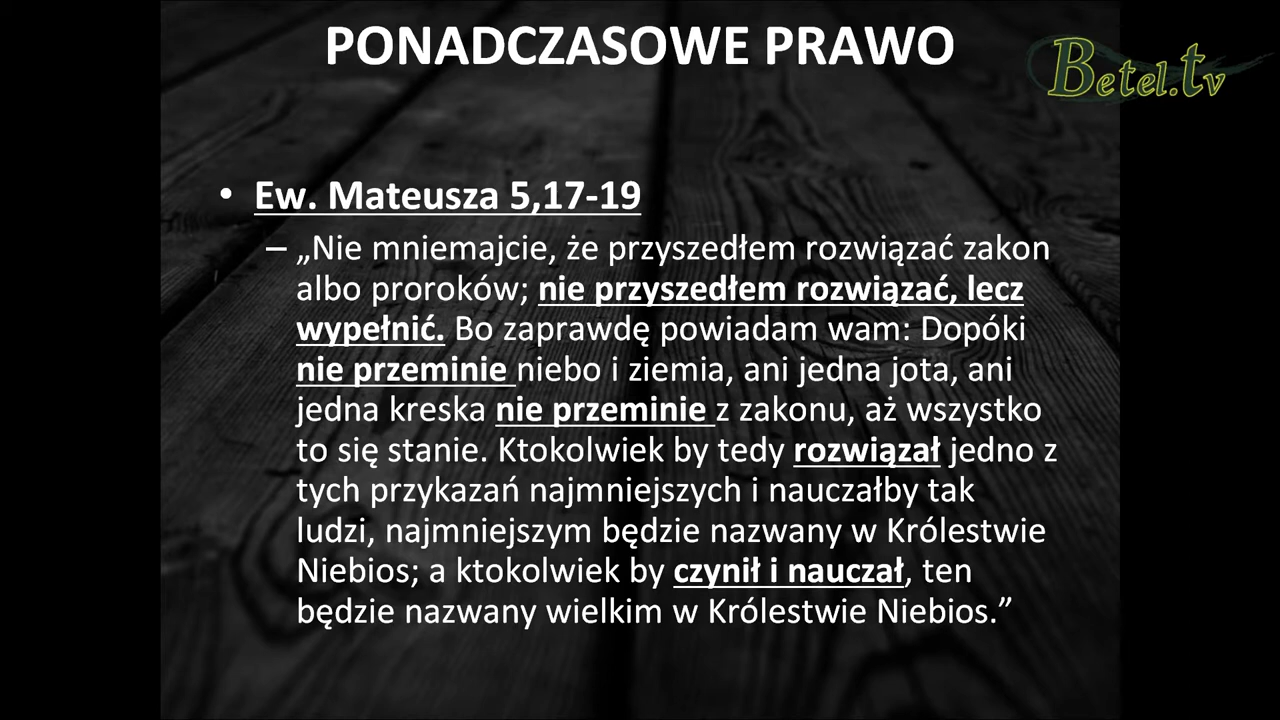 PONADCZASOWE PRAWO
Betel.tv
• Ew. Mateusza 5,17-19
– „Nie mniemajcie, że przyszedłem rozwiązać zakon
albo proroków; nie przyszedłem rozwiązać, lecz
wypełnić. Bo zaprawdę powiadam wam: Dopóki
nie przeminie niebo i ziemia, ani jedna jota, ani
jedna kreska nie przeminie z zakonu, aż wszystko
to się stanie. Ktokolwiek by tedy rozwiązał jedno z
tych przykazań najmniejszych i nauczałby tak
ludzi, najmniejszym będzie nazwany w Królestwie
Niebios; a ktokolwiek by czynił i nauczał, ten
będzie nazwany wielkim w Królestwie Niebios.”